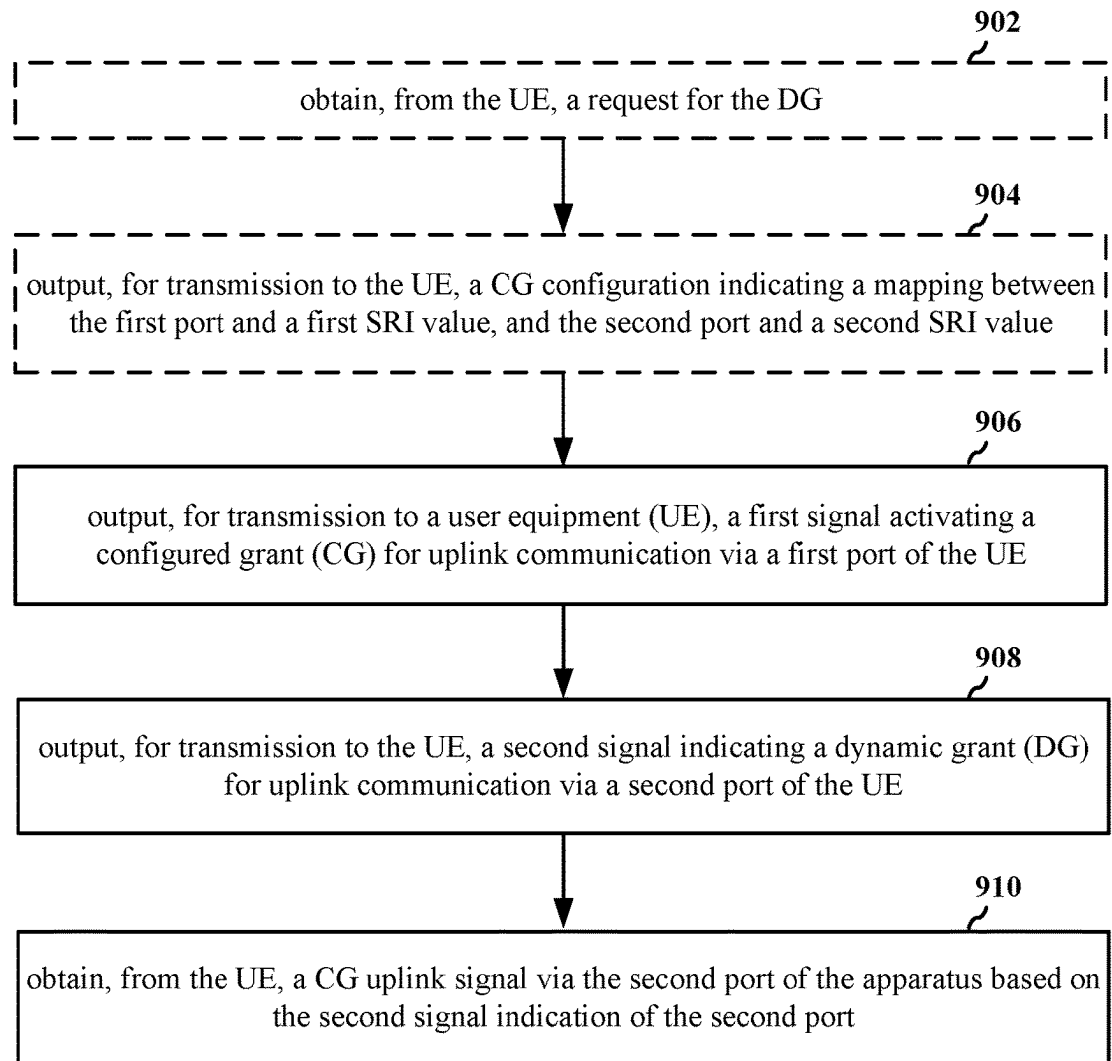 902
obtain, from the UE, a request for the DG
904
output, for transmission to the UE, a CG configuration indicating a mapping between
the first port and a first SRI value, and the second port and a second SRI value
906
output, for transmission to a user equipment (UE), a first signal activating a
configured grant (CG) for uplink communication via a first port of the UE
908
output, for transmission to the UE, a second signal indicating a dynamic grant (DG)
for uplink communication via a second port of the UE
910
obtain, from the UE, a CG uplink signal via the second port of the apparatus based on
the second signal indication of the second port